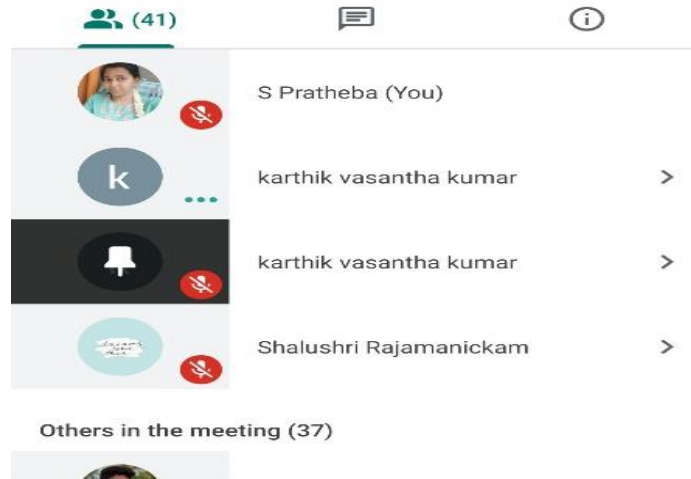 (41)
S Pratheba (You)
k
karthik vasantha kumar
karthik vasantha kumar
Shalushri Rajamanickam
Others in the meeting (37)